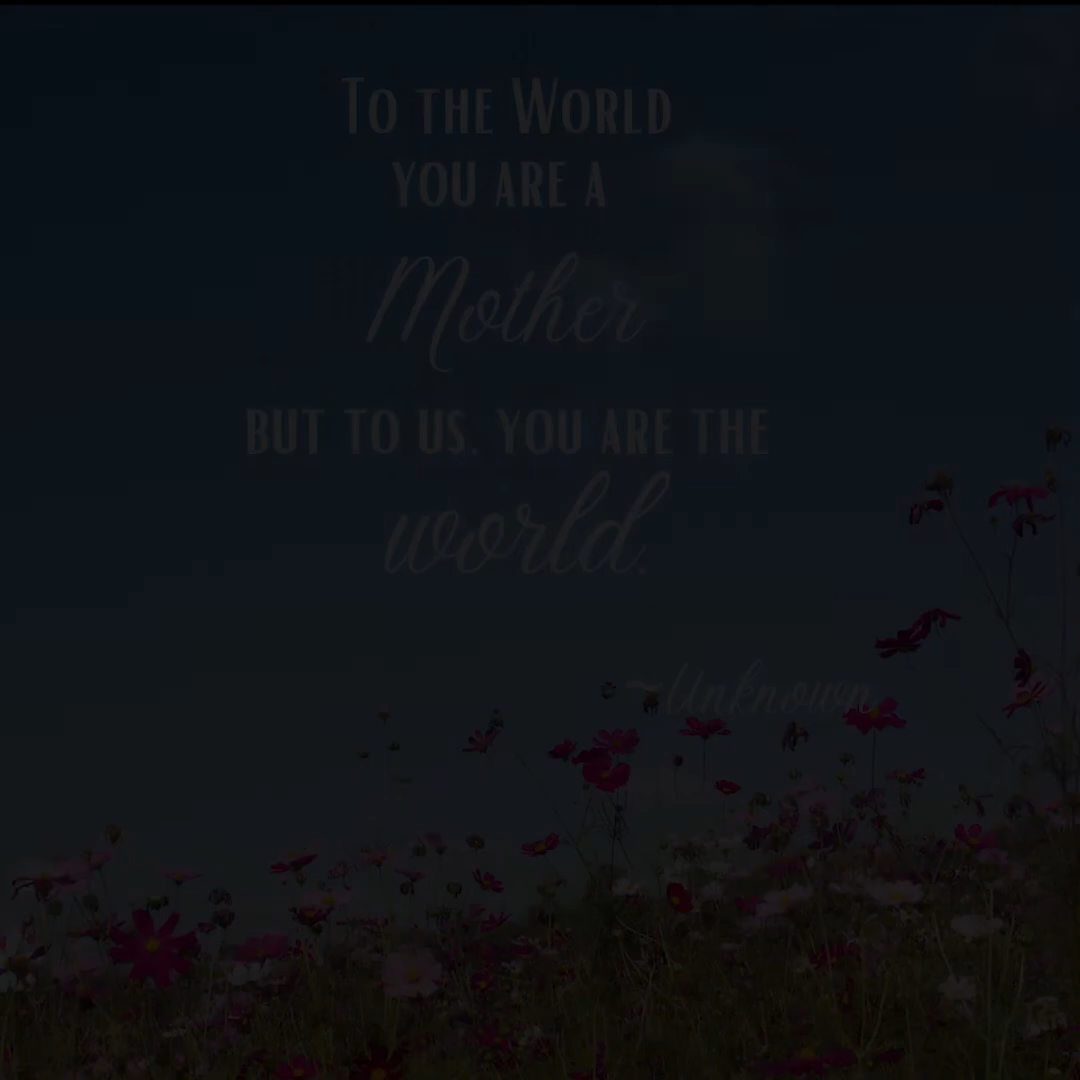 To the World
you are a
Mother
but to us, you are the
world.
~Unknown